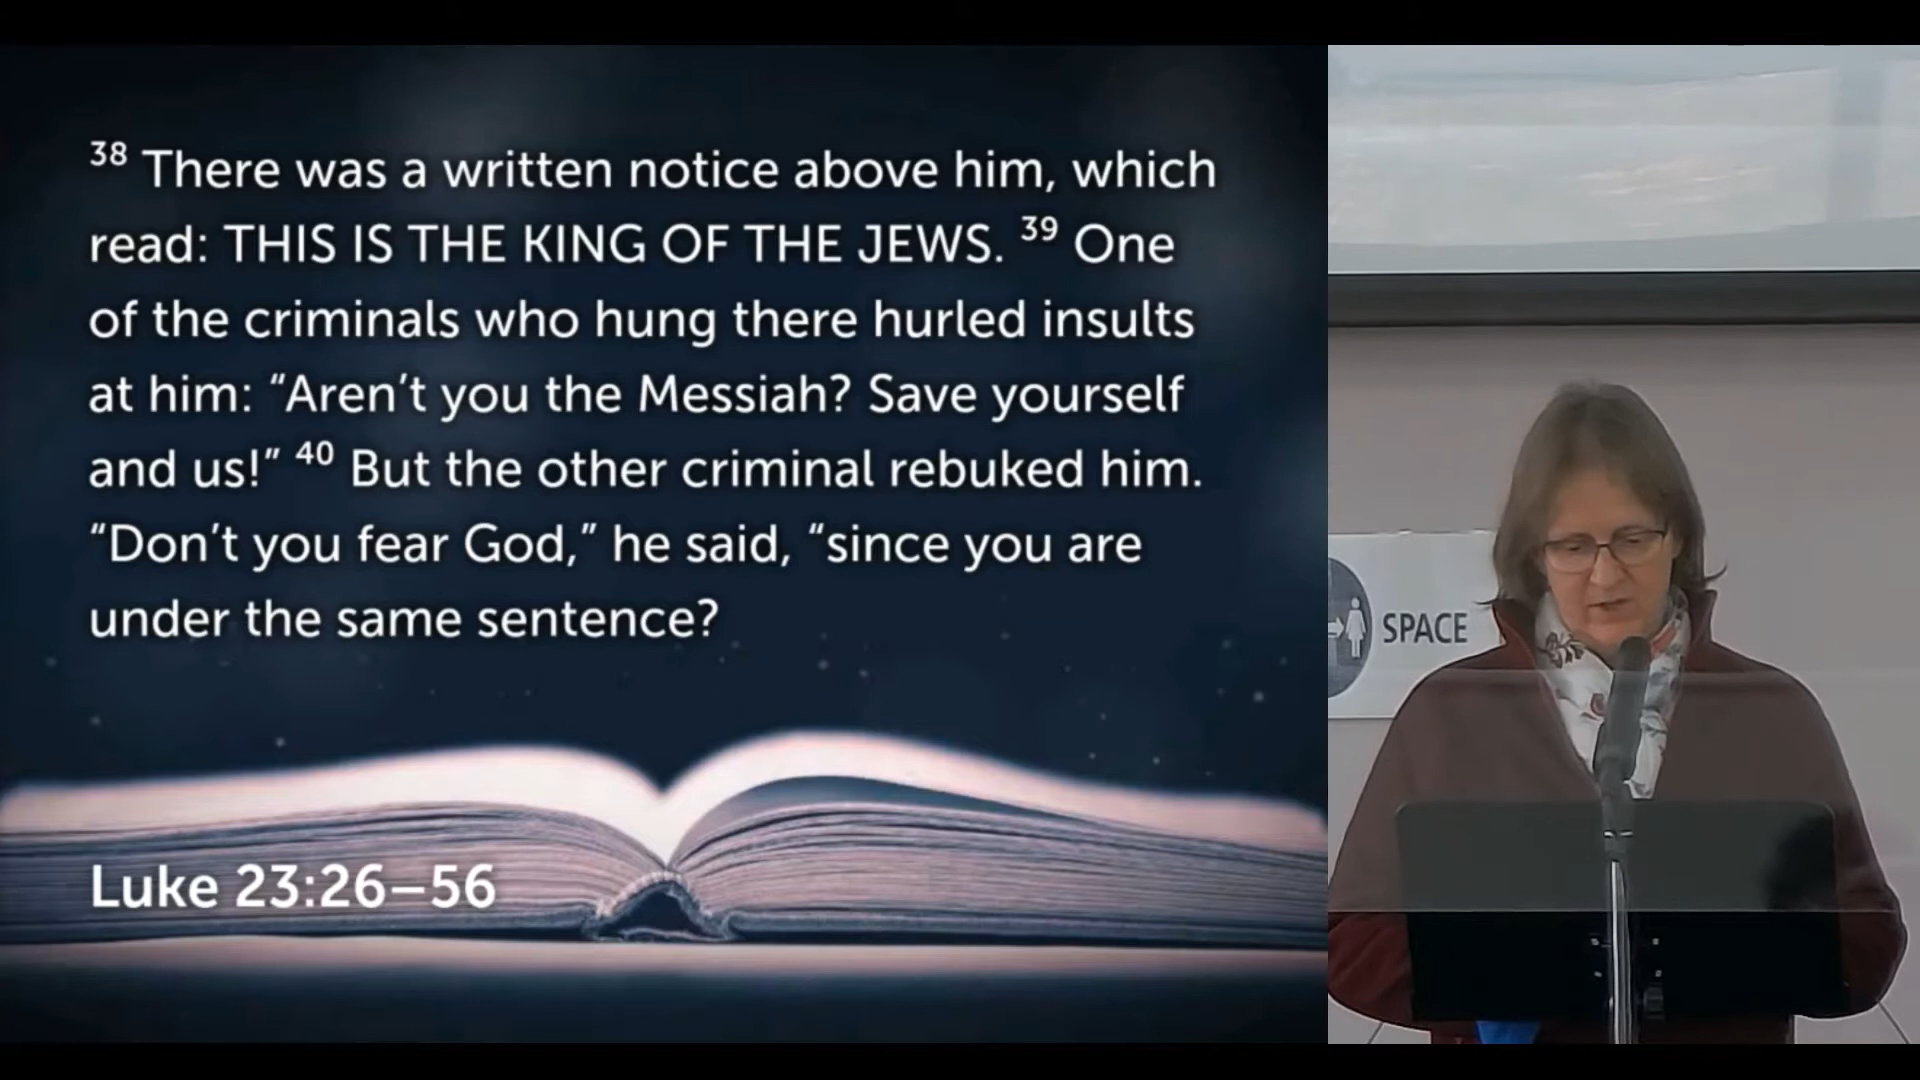 38 There was a written notice above him, which
read: THIS IS THE KING OF THE JEWS. 39 One
of the criminals who hung there hurled insults
at him: “Aren’t you the Messiah? Save yourself
and us!” 40 But the other criminal rebuked him.
“Don’t you fear God,” he said, “since you are
under the same sentence?
Luke 23:26–56
SPACE